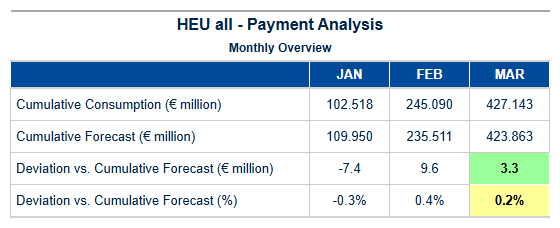 HEU all - Payment Analysis
Monthly Overview
JAN FEB MAR
Cumulative Consumption (€ million) 102.518 245.090 427.143
Cumulative Forecast (€ million) 109.950 235.511 423.863
Deviation vs. Cumulative Forecast (€ million) -7.4 9.6 3.3
Deviation vs. Cumulative Forecast (%) -0.3% 0.4% 0.2%